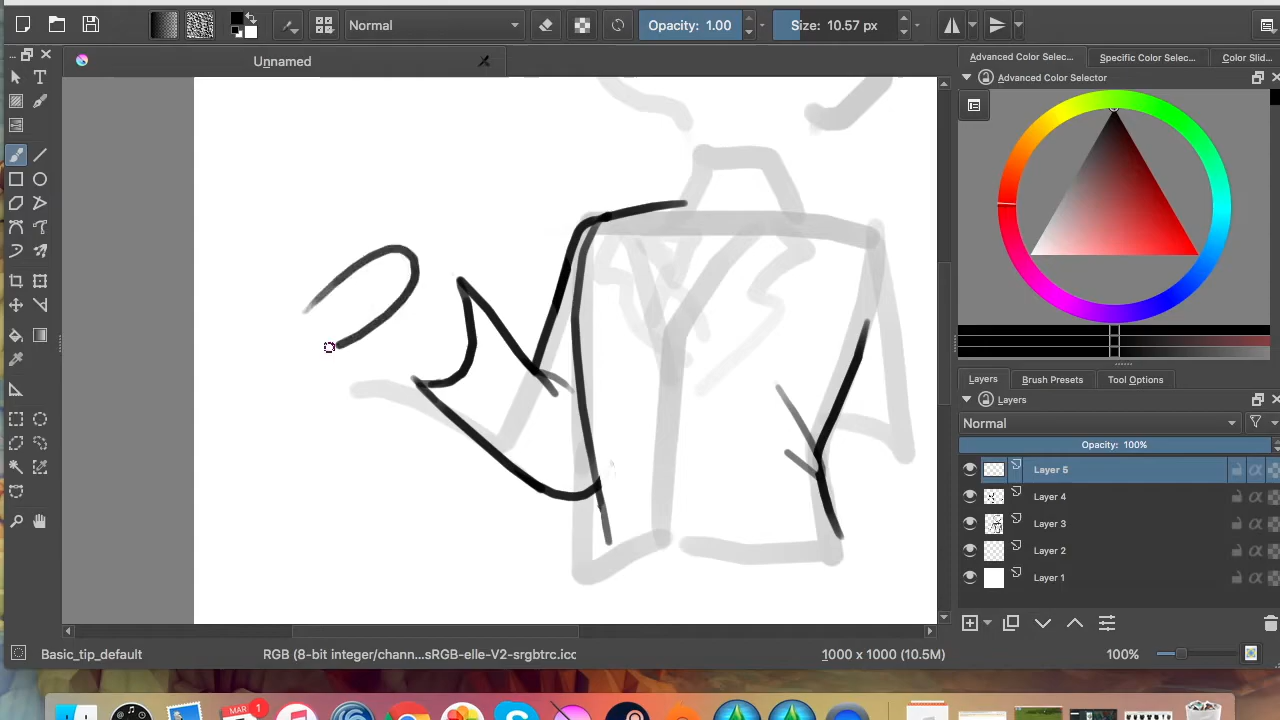 Normal
Opacity: 1.00
Size: 10.57 px
Unnamed
Advanced Color Selec...
Specific Color Selec...
Color Slid...
Advanced Color Selector
Layers
Brush Presets
Tool Options
Layers
Normal
Opacity: 100%
Layer 5
Layer 4
Layer 3
Layer 2
Layer 1
Basic_tip_default
RGB (8-bit integer/chann...sRGB-elle-V2-srgbtrc.icc
1000 x 1000 (10.5M)
100%
MAR
1